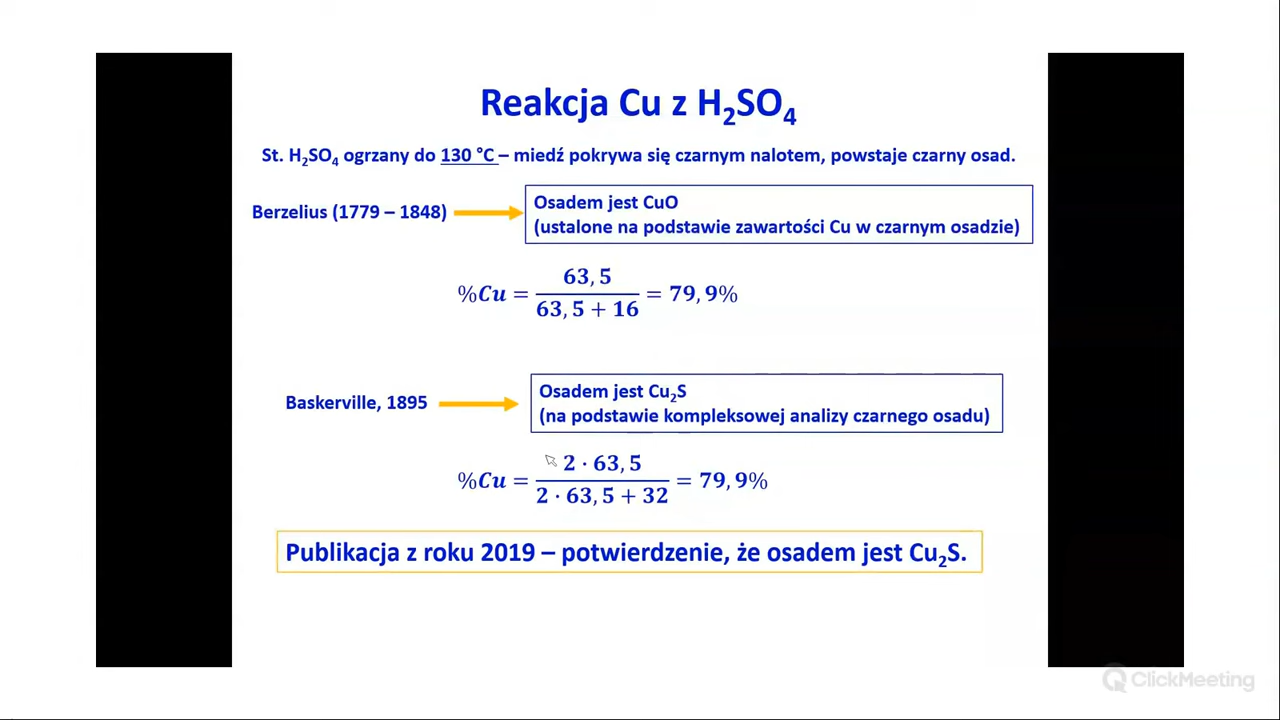 Reakcja Cu z H₂SO₄
St. H₂SO₄ ogrzany do 130 °C – miedź pokrywa się czarnym nalotem, powstaje czarny osad.
Berzelius (1779 – 1848)
Osadem jest CuO
(ustalone na podstawie zawartości Cu w czarnym osadzie)
%Cu = 63,5 / (63,5 + 16) = 79,9%
Baskerville, 1895
Osadem jest Cu₂S
(na podstawie kompleksowej analizy czarnego osadu)
%Cu = 2 · 63,5 / (2 · 63,5 + 32) = 79,9%
Publikacja z roku 2019 – potwierdzenie, że osadem jest Cu₂S.
ClickMeeting